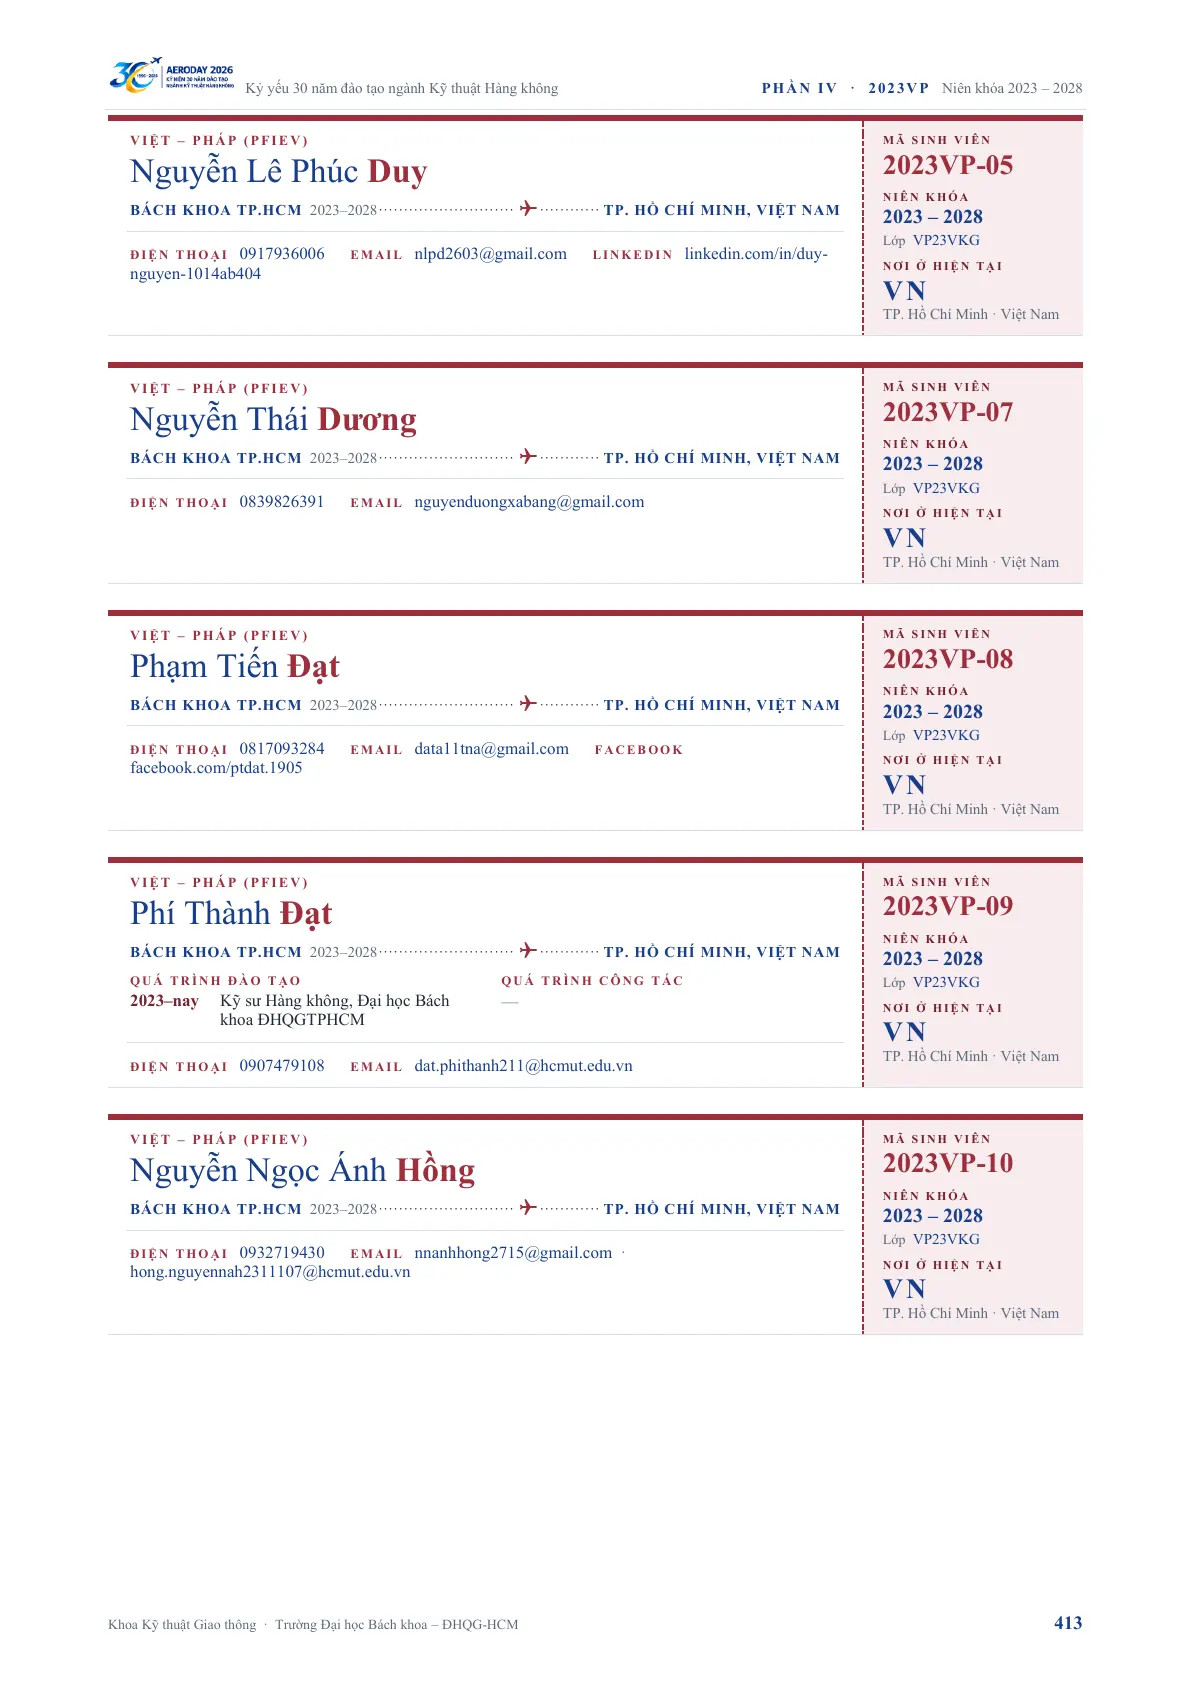 30
1996 - 2026
AERODAY 2026
KỶ NIỆM 30 NĂM ĐÀO TẠO
NGÀNH KỸ THUẬT HÀNG KHÔNG
Kỷ yếu 30 năm đào tạo ngành Kỹ thuật Hàng không
PHẦN IV · 2023VP Niên khóa 2023 – 2028
VIỆT – PHÁP (PFIEV)
Nguyễn Lê Phúc Duy
BÁCH KHOA TP.HCM 2023–2028 ✈ TP. HỒ CHÍ MINH, VIỆT NAM
ĐIỆN THOẠI 0917936006 EMAIL nlpd2603@gmail.com LINKEDIN linkedin.com/in/duy-
nguyen-1014ab404
MÃ SINH VIÊN
2023VP-05
NIÊN KHÓA
2023 – 2028
Lớp VP23VKG
NƠI Ở HIỆN TẠI
VN
TP. Hồ Chí Minh · Việt Nam
VIỆT – PHÁP (PFIEV)
Nguyễn Thái Dương
BÁCH KHOA TP.HCM 2023–2028 ✈ TP. HỒ CHÍ MINH, VIỆT NAM
ĐIỆN THOẠI 0839826391 EMAIL nguyenduongxabang@gmail.com
MÃ SINH VIÊN
2023VP-07
NIÊN KHÓA
2023 – 2028
Lớp VP23VKG
NƠI Ở HIỆN TẠI
VN
TP. Hồ Chí Minh · Việt Nam
VIỆT – PHÁP (PFIEV)
Phạm Tiến Đạt
BÁCH KHOA TP.HCM 2023–2028 ✈ TP. HỒ CHÍ MINH, VIỆT NAM
ĐIỆN THOẠI 0817093284 EMAIL data11tna@gmail.com FACEBOOK
facebook.com/ptdat.1905
MÃ SINH VIÊN
2023VP-08
NIÊN KHÓA
2023 – 2028
Lớp VP23VKG
NƠI Ở HIỆN TẠI
VN
TP. Hồ Chí Minh · Việt Nam
VIỆT – PHÁP (PFIEV)
Phí Thành Đạt
BÁCH KHOA TP.HCM 2023–2028 ✈ TP. HỒ CHÍ MINH, VIỆT NAM
QUÁ TRÌNH ĐÀO TẠO
2023–nay Kỹ sư Hàng không, Đại học Bách
khoa ĐHQGTPHCM
QUÁ TRÌNH CÔNG TÁC
—
ĐIỆN THOẠI 0907479108 EMAIL dat.phithanh211@hcmut.edu.vn
MÃ SINH VIÊN
2023VP-09
NIÊN KHÓA
2023 – 2028
Lớp VP23VKG
NƠI Ở HIỆN TẠI
VN
TP. Hồ Chí Minh · Việt Nam
VIỆT – PHÁP (PFIEV)
Nguyễn Ngọc Ánh Hồng
BÁCH KHOA TP.HCM 2023–2028 ✈ TP. HỒ CHÍ MINH, VIỆT NAM
ĐIỆN THOẠI 0932719430 EMAIL nnanhhong2715@gmail.com ·
hong.nguyennah2311107@hcmut.edu.vn
MÃ SINH VIÊN
2023VP-10
NIÊN KHÓA
2023 – 2028
Lớp VP23VKG
NƠI Ở HIỆN TẠI
VN
TP. Hồ Chí Minh · Việt Nam
Khoa Kỹ thuật Giao thông · Trường Đại học Bách khoa – ĐHQG-HCM
413